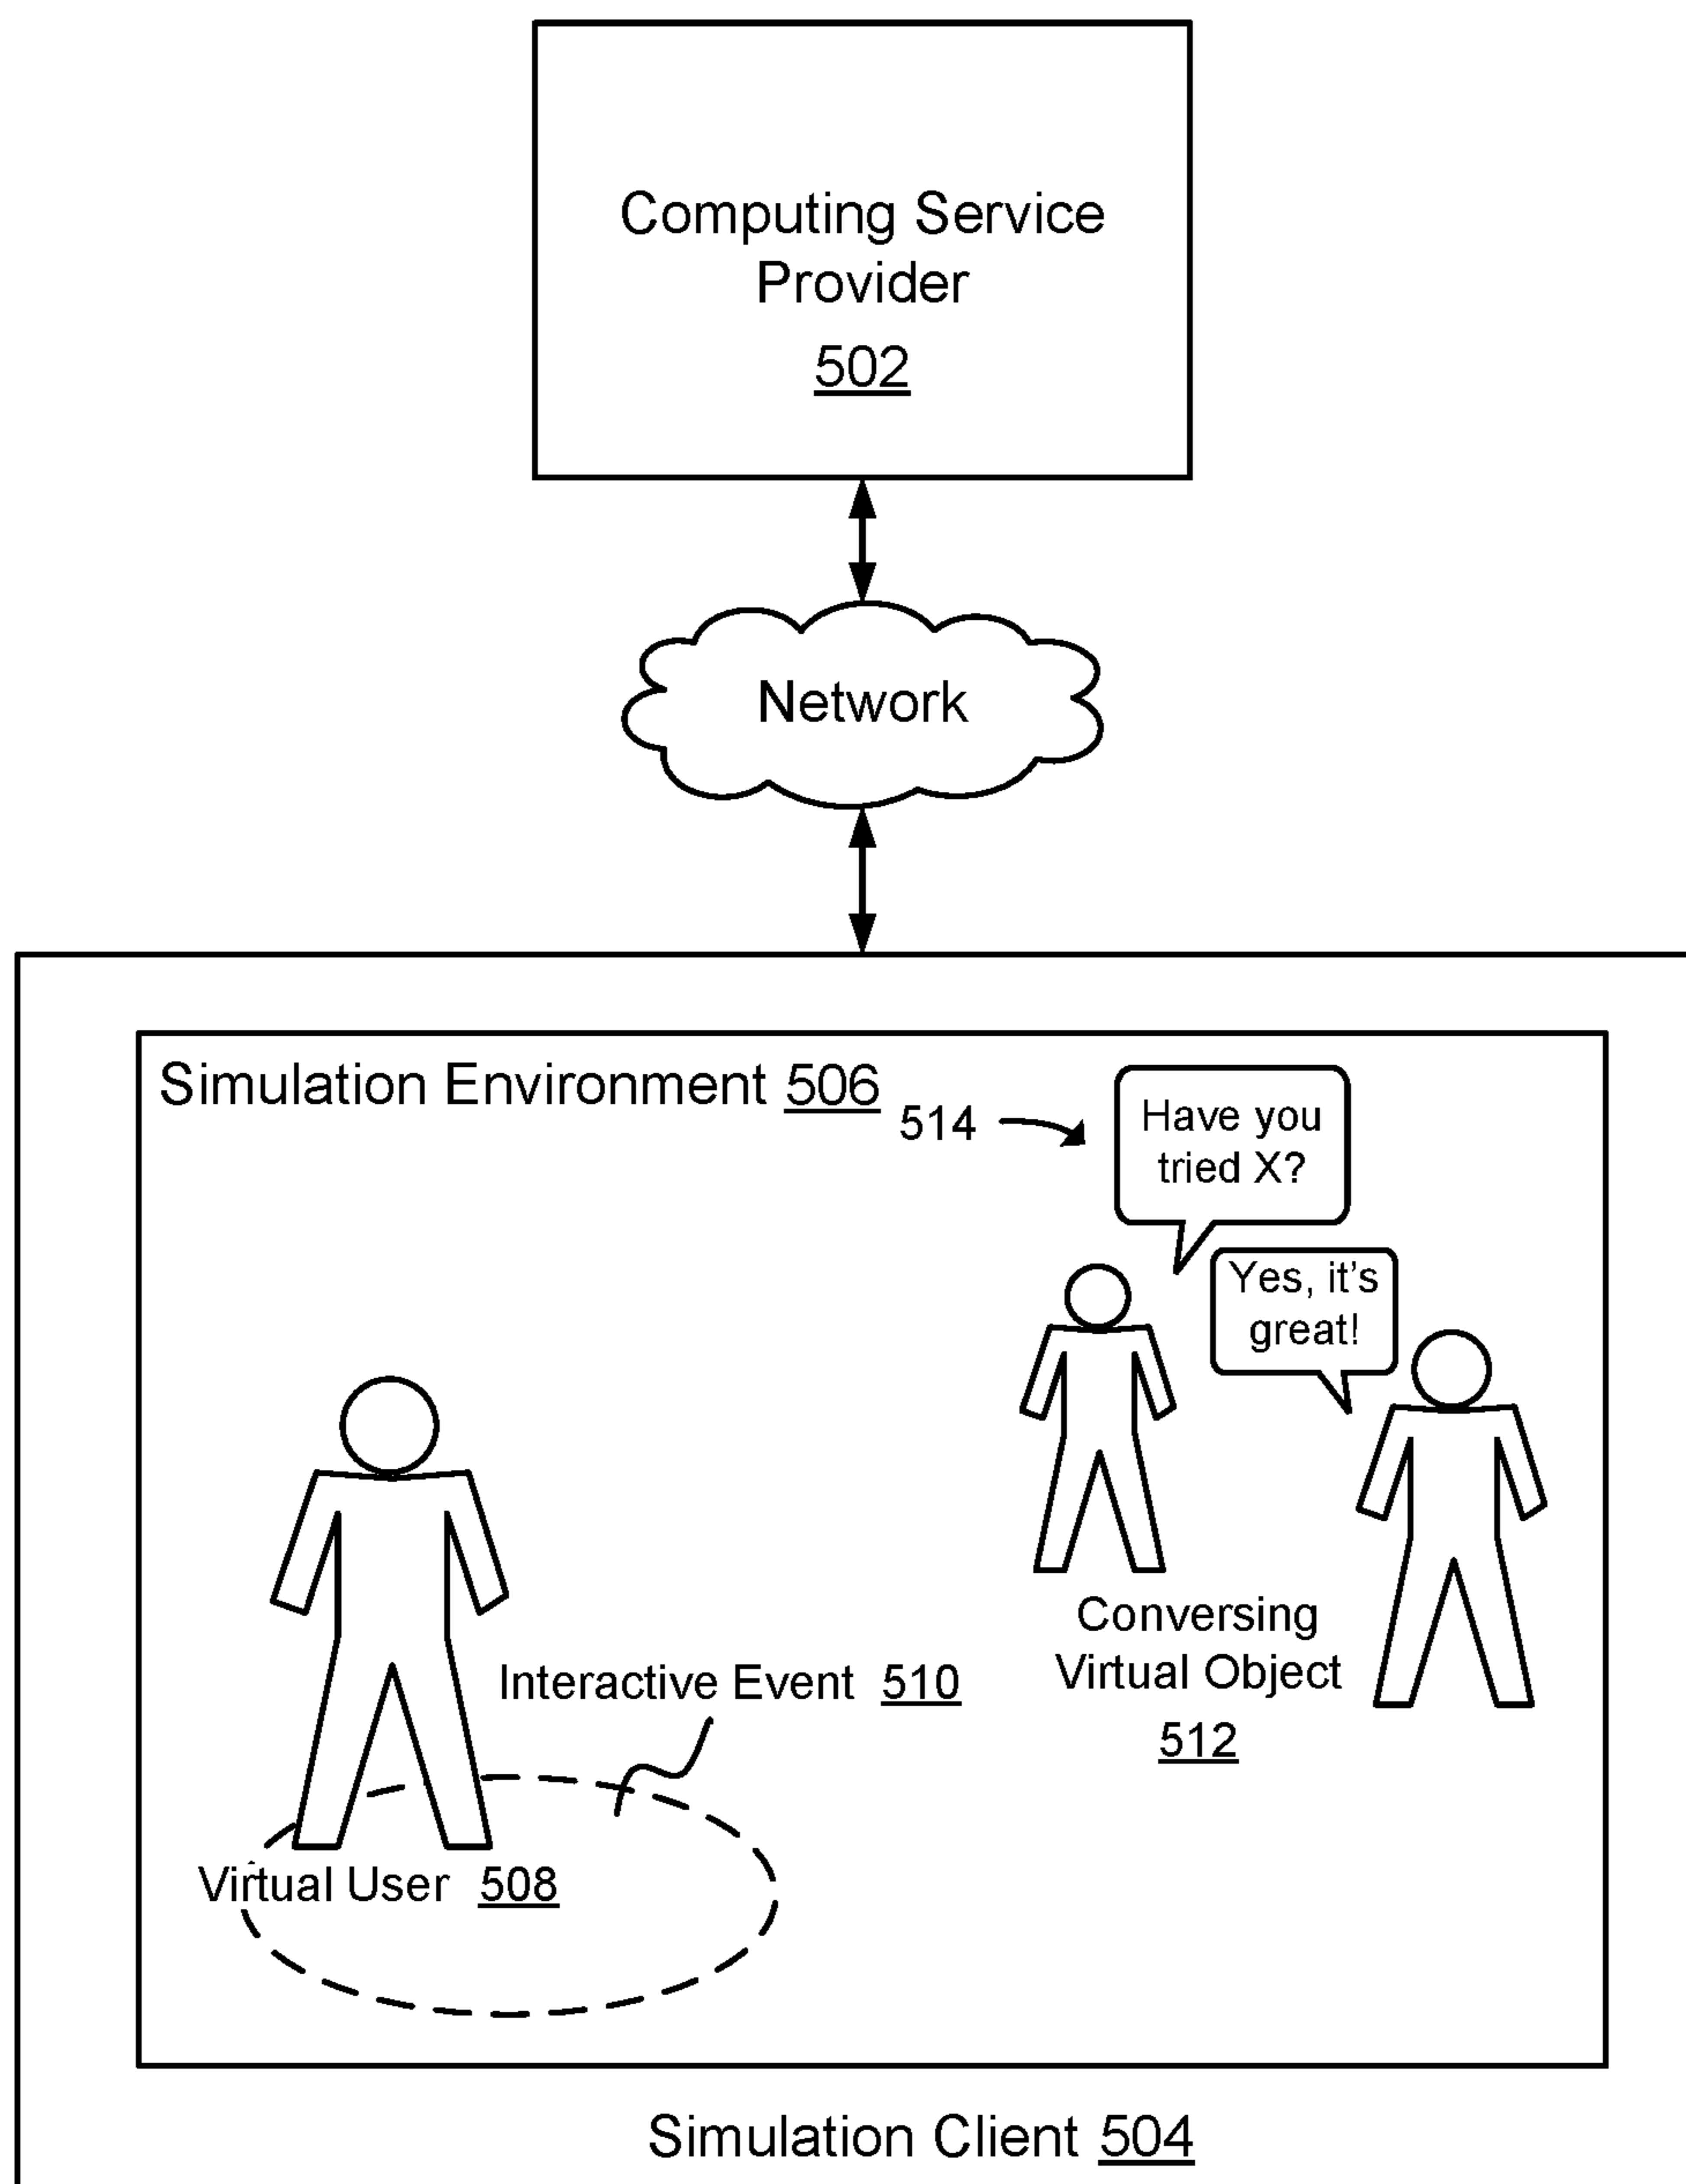 Computing Service
Provider
502
Network
Simulation Environment 506
514
Have you
tried X?
Yes, it's
great!
Conversing
Virtual Object
512
Interactive Event 510
Virtual User 508
Simulation Client 504